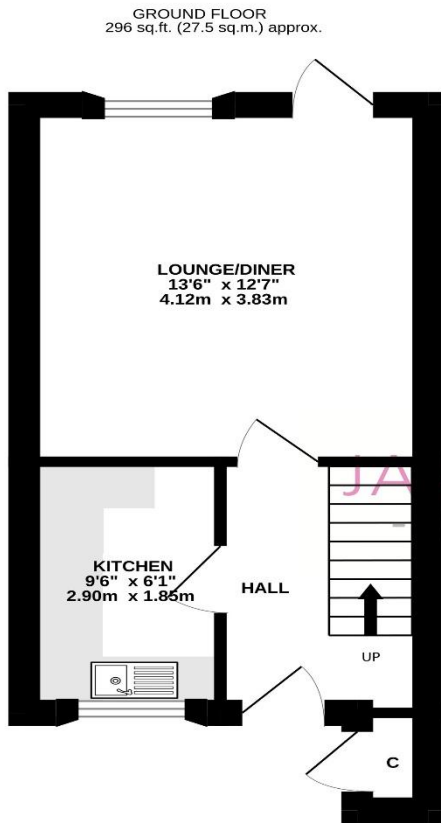 GROUND FLOOR
296 sq.ft. (27.5 sq.m.) approx.
LOUNGE/DINER
13'6" x 12'7"
4.12m x 3.83m
JA
KITCHEN
9'6" x 6'1"
2.90m x 1.85m
HALL
UP
C